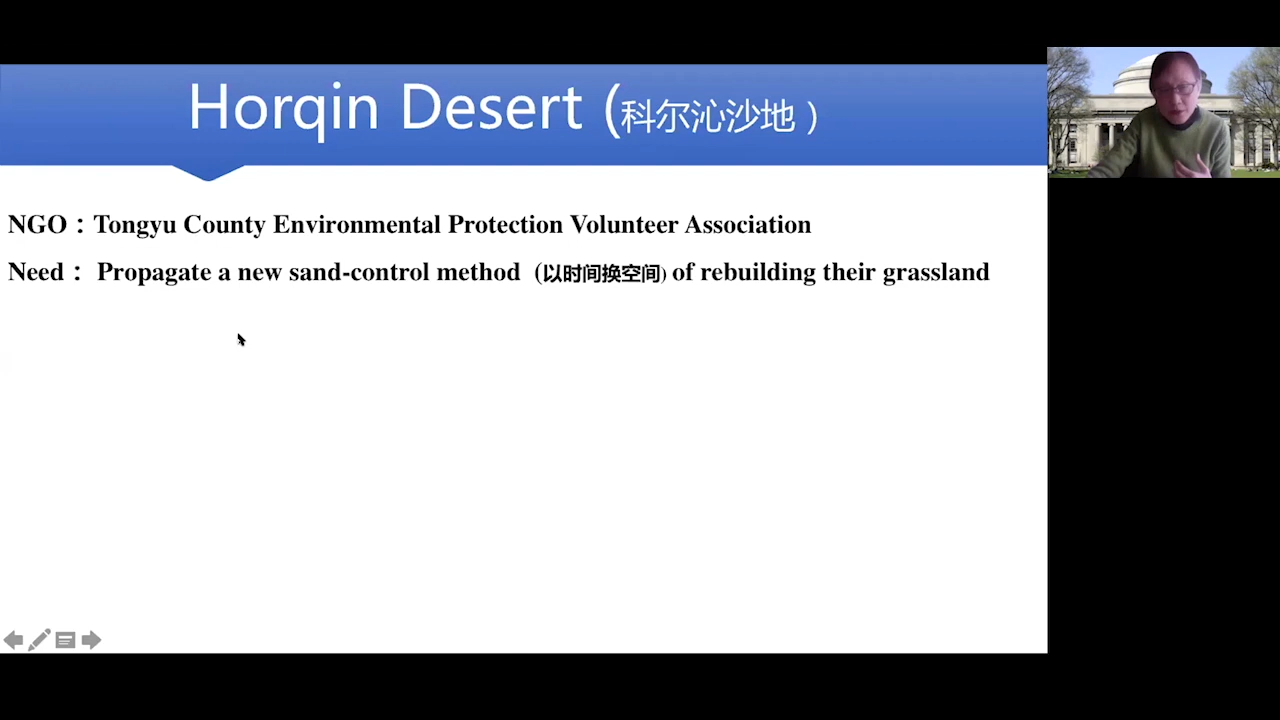 Horqin Desert (科尔沁沙地）
NGO：Tongyu County Environmental Protection Volunteer Association
Need： Propagate a new sand-control method (以时间换空间) of rebuilding their grassland